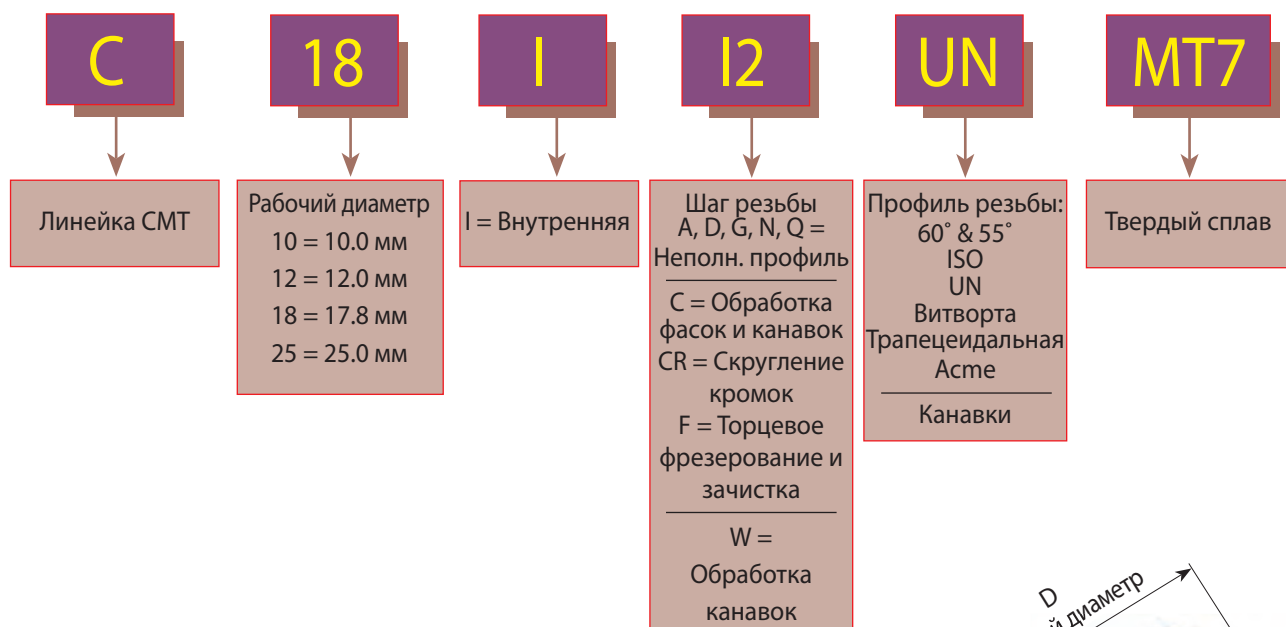 C
18
I
I2
UN
MT7
Линейка CMT
Рабочий диаметр
10 = 10.0 мм
12 = 12.0 мм
18 = 17.8 мм
25 = 25.0 мм
I = Внутренняя
Шаг резьбы
A, D, G, N, Q =
Неполн. профиль
C = Обработка
фасок и канавок
CR = Скругление
кромок
F = Торцевое
фрезерование и
зачистка
W =
Обработка
канавок
Профиль резьбы:
60˚ & 55˚
ISO
UN
Витворта
Трапецеидальная
Acme
Канавки
Твердый сплав
D
диаметр